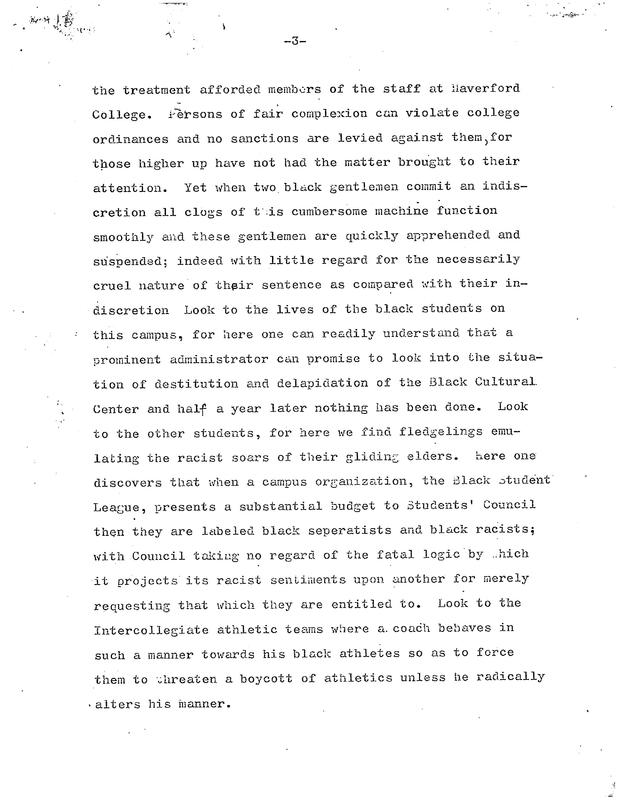 -3-
the treatment afforded members of the staff at Haverford
College. Persons of fair complexion can violate college
ordinances and no sanctions are levied against them,for
those higher up have not had the matter brought to their
attention. Yet when two black gentlemen commit an indis-
cretion all clogs of this cumbersome machine function
smoothly and these gentlemen are quickly apprehended and
suspended; indeed with little regard for the necessarily
cruel nature of their sentence as compared with their in-
discretion Look to the lives of the black students on
this campus, for here one can readily understand that a
prominent administrator can promise to look into the situa-
tion of destitution and delapidation of the Black Cultural
Center and half a year later nothing has been done. Look
to the other students, for here we find fledgelings emu-
lating the racist soars of their gliding elders. Here one
discovers that when a campus organization, the Black Student
League, presents a substantial budget to Students' Council
then they are labeled black seperatists and black racists;
with Council taking no regard of the fatal logic by which
it projects its racist sentiments upon another for merely
requesting that which they are entitled to. Look to the
Intercollegiate athletic teams where a coach behaves in
such a manner towards his black athletes so as to force
them to threaten a boycott of athletics unless he radically
alters his manner.